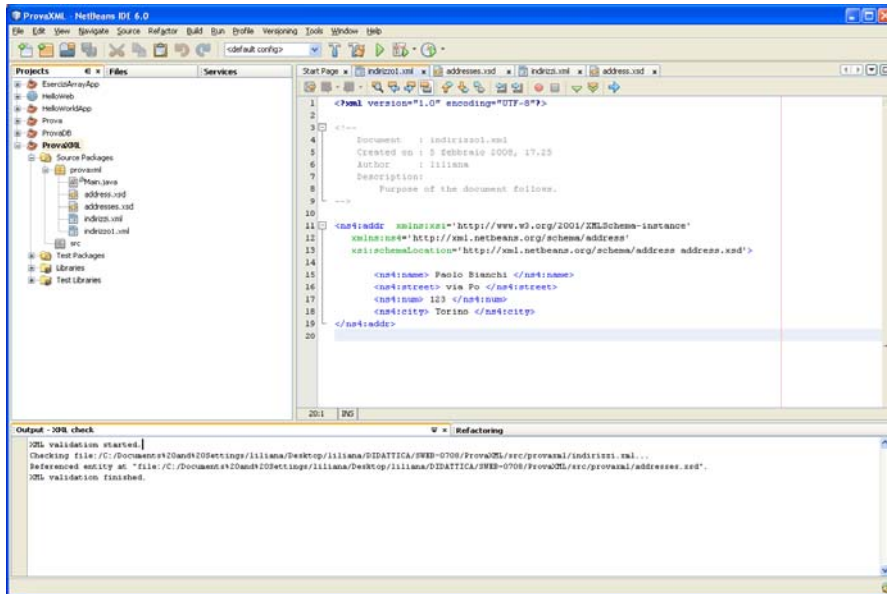 ProvaXML - NetBeans IDE 6.0
File Edit View Navigate Source Refactor Build Run Profile Versioning Tools Window Help
<default config>
Projects Files Services
EserciziArrayApp
HelloWeb
HelloWorldApp
Prova
ProvaDB
ProvaXML
Source Packages
provaxml
Main.java
address.xsd
addresses.xsd
indirizzi.xml
indirizzo1.xml
src
Test Packages
Libraries
Test Libraries
Start Page indirizzo1.xml addresses.xsd indirizzi.xml address.xsd
1 <?xml version="1.0" encoding="UTF-8"?>
2
3 <!--
4 Document : indirizzo1.xml
5 Created on : 5 febbraio 2008, 17.25
6 Author : liliana
7 Description:
8 Purpose of the document follows.
9 -->
10
11 <ns4:addr xmlns:xsi='http://www.w3.org/2001/XMLSchema-instance'
12 xmlns:ns4='http://xml.netbeans.org/schema/address'
13 xsi:schemaLocation='http://xml.netbeans.org/schema/address address.xsd'>
14
15 <ns4:name> Paolo Bianchi </ns4:name>
16 <ns4:street> via Po </ns4:street>
17 <ns4:num> 123 </ns4:num>
18 <ns4:city> Torino </ns4:city>
19 </ns4:addr>
20
20:1 INS
Output - XML check Refactoring
XML validation started.
Checking file:/C:/Documents%20and%20Settings/liliana/Desktop/liliana/DIDATTICA/SWEB-0708/ProvaXML/src/provaxml/indirizzi.xml...
Referenced entity at "file:/C:/Documents%20and%20Settings/liliana/Desktop/liliana/DIDATTICA/SWEB-0708/ProvaXML/src/provaxml/addresses.xsd".
XML validation finished.